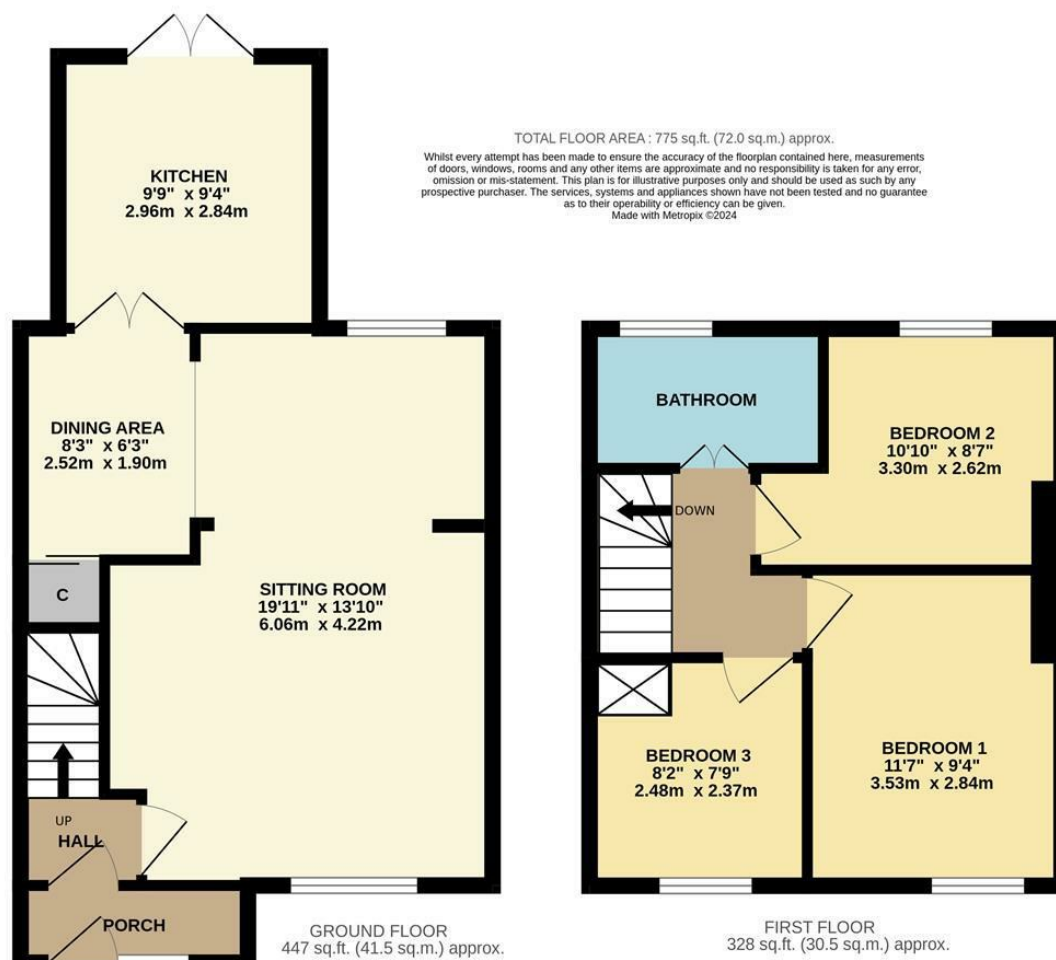 TOTAL FLOOR AREA : 775 sq.ft. (72.0 sq.m.) approx.
Whilst every attempt has been made to ensure the accuracy of the floorplan contained here, measurements
of doors, windows, rooms and any other items are approximate and no responsibility is taken for any error,
omission or mis-statement. This plan is for illustrative purposes only and should be used as such by any
prospective purchaser. The services, systems and appliances shown have not been tested and no guarantee
as to their operability or efficiency can be given.
Made with Metropix ©2024
KITCHEN
9'9" x 9'4"
2.96m x 2.84m
DINING AREA
8'3" x 6'3"
2.52m x 1.90m
C
SITTING ROOM
19'11" x 13'10"
6.06m x 4.22m
UP
HALL
PORCH
GROUND FLOOR
447 sq.ft. (41.5 sq.m.) approx.
BATHROOM
BEDROOM 2
10'10" x 8'7"
3.30m x 2.62m
DOWN
BEDROOM 3
8'2" x 7'9"
2.48m x 2.37m
BEDROOM 1
11'7" x 9'4"
3.53m x 2.84m
FIRST FLOOR
328 sq.ft. (30.5 sq.m.) approx.